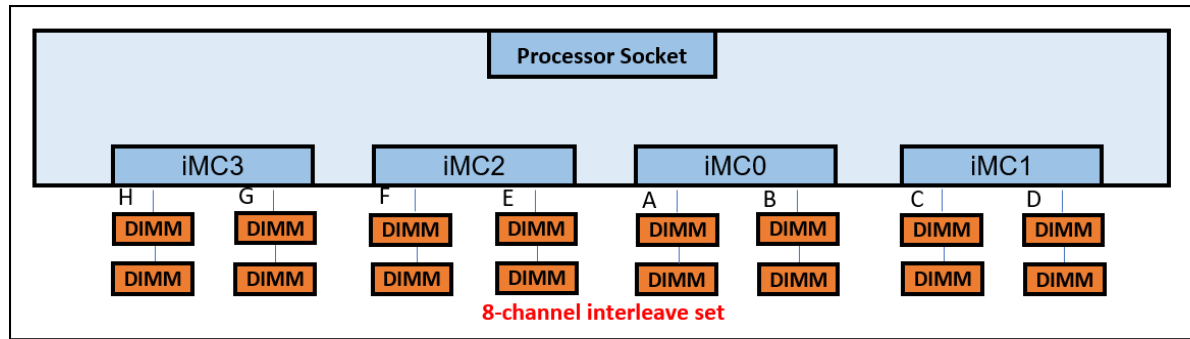 Processor Socket
iMC3 iMC2 iMC0 iMC1
H G F E A B C D
DIMM DIMM DIMM DIMM DIMM DIMM DIMM DIMM
DIMM DIMM DIMM DIMM DIMM DIMM DIMM DIMM
8-channel interleave set